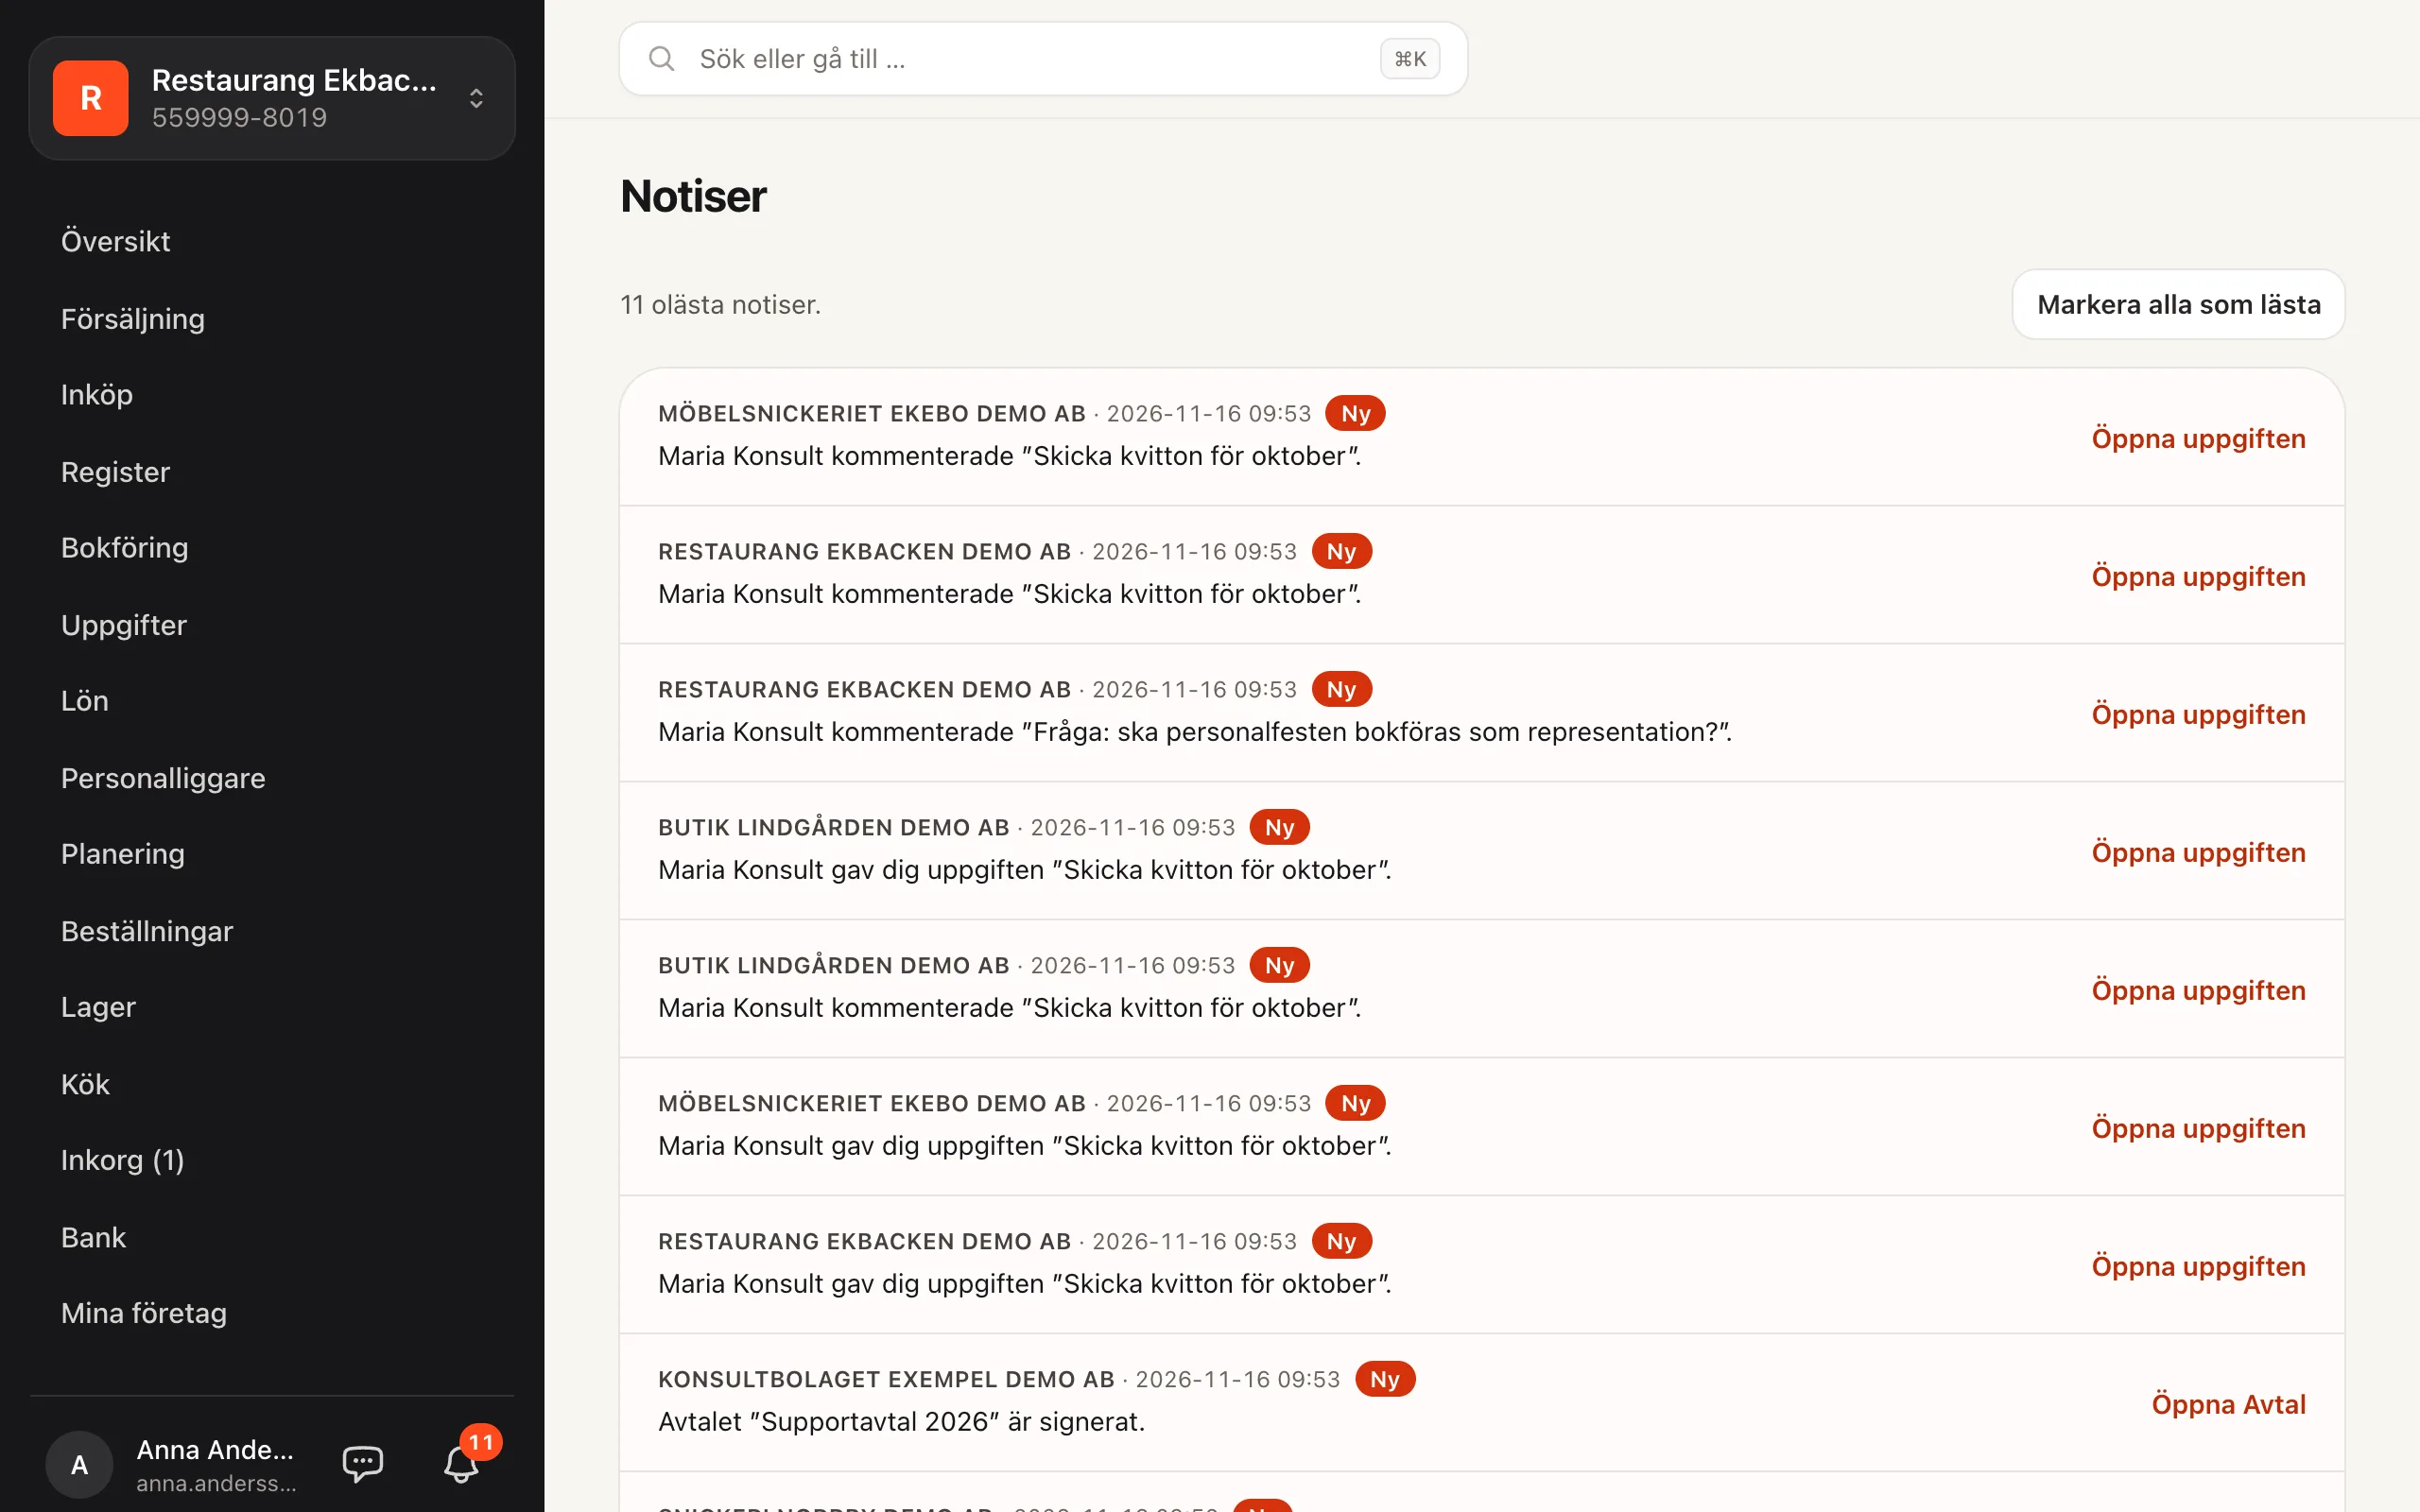 R
Restaurang Ekbac...
559999-8019
Översikt
Försäljning
Inköp
Register
Bokföring
Uppgifter
Lön
Personalliggare
Planering
Beställningar
Lager
Kök
Inkorg (1)
Bank
Mina företag
A
Anna Ande...
anna.anderss...
11
Sök eller gå till ...
⌘K
Notiser
11 olästa notiser.
Markera alla som lästa
MÖBELSNICKERIET EKEBO DEMO AB · 2026-11-16 09:53 Ny
Maria Konsult kommenterade ”Skicka kvitton för oktober”.
Öppna uppgiften
RESTAURANG EKBACKEN DEMO AB · 2026-11-16 09:53 Ny
Maria Konsult kommenterade ”Skicka kvitton för oktober”.
Öppna uppgiften
RESTAURANG EKBACKEN DEMO AB · 2026-11-16 09:53 Ny
Maria Konsult kommenterade ”Fråga: ska personalfesten bokföras som representation?”.
Öppna uppgiften
BUTIK LINDGÅRDEN DEMO AB · 2026-11-16 09:53 Ny
Maria Konsult gav dig uppgiften ”Skicka kvitton för oktober”.
Öppna uppgiften
BUTIK LINDGÅRDEN DEMO AB · 2026-11-16 09:53 Ny
Maria Konsult kommenterade ”Skicka kvitton för oktober”.
Öppna uppgiften
MÖBELSNICKERIET EKEBO DEMO AB · 2026-11-16 09:53 Ny
Maria Konsult gav dig uppgiften ”Skicka kvitton för oktober”.
Öppna uppgiften
RESTAURANG EKBACKEN DEMO AB · 2026-11-16 09:53 Ny
Maria Konsult gav dig uppgiften ”Skicka kvitton för oktober”.
Öppna uppgiften
KONSULTBOLAGET EXEMPEL DEMO AB · 2026-11-16 09:53 Ny
Avtalet ”Supportavtal 2026” är signerat.
Öppna Avtal